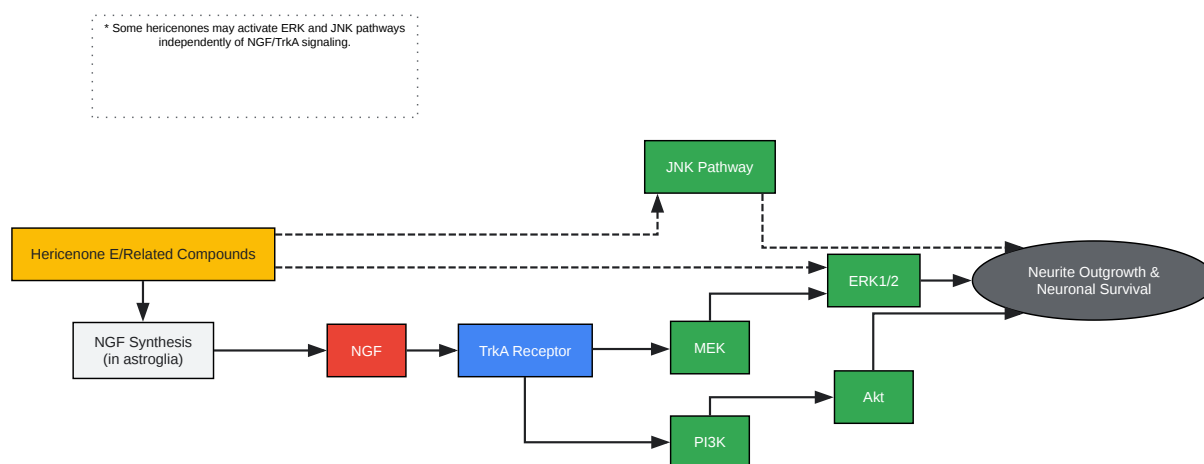 * Some hericenones may activate ERK and JNK pathways
independently of NGF/TrkA signaling.
JNK Pathway
Hericenone E/Related Compounds
ERK1/2
Neurite Outgrowth &
Neuronal Survival
NGF Synthesis
(in astroglia)
NGF
TrkA Receptor
MEK
Akt
PI3K